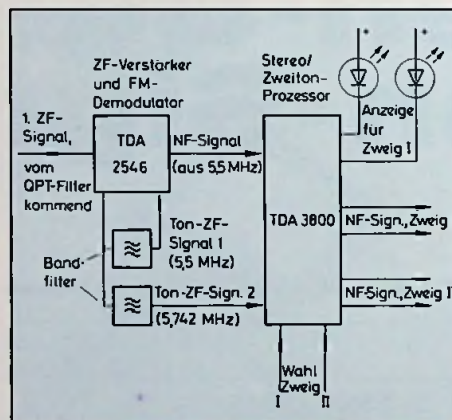 ZF-Verstärker
und FM-
Demodulator
Stereo/
Zweiton-
Prozessor
1. ZF-
Signal,
vom
QPT-Filter
kommend
TDA
2546
NF-Signal
(aus 5,5 MHz)
Anzeige
für
Zweig I
TDA 3800
Ton-ZF-
Signal 1
(5,5 MHz)
Band-
filter
Ton-ZF-Sign. 2
(5,742 MHz)
NF-Sign., Zweig
NF-Sign., Zweig I
Wahl
Zweig
I II